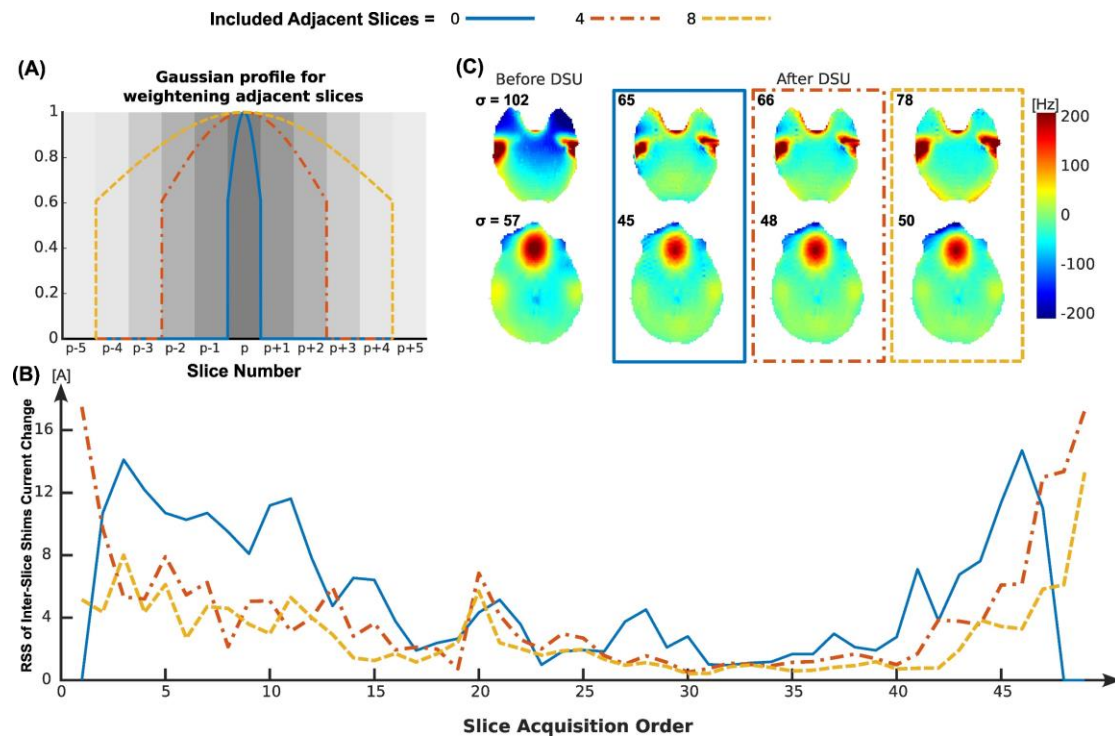 Included Adjacent Slices = 0 4 8
(A)
Gaussian profile for
weightening adjacent slices
1
0.8
0.6
0.4
0.2
0
p-5 p-4 p-3 p-2 p-1 p p+1 p+2 p+3 p+4 p+5
Slice Number
(C)
Before DSU After DSU
σ = 102 65 66 78
σ = 57 45 48 50
[Hz]
200
100
0
-100
-200
(B)
[A]
RSS of Inter-Slice Shims Current Change
16
12
8
4
0
0 5 10 15 20 25 30 35 40 45
Slice Acquisition Order